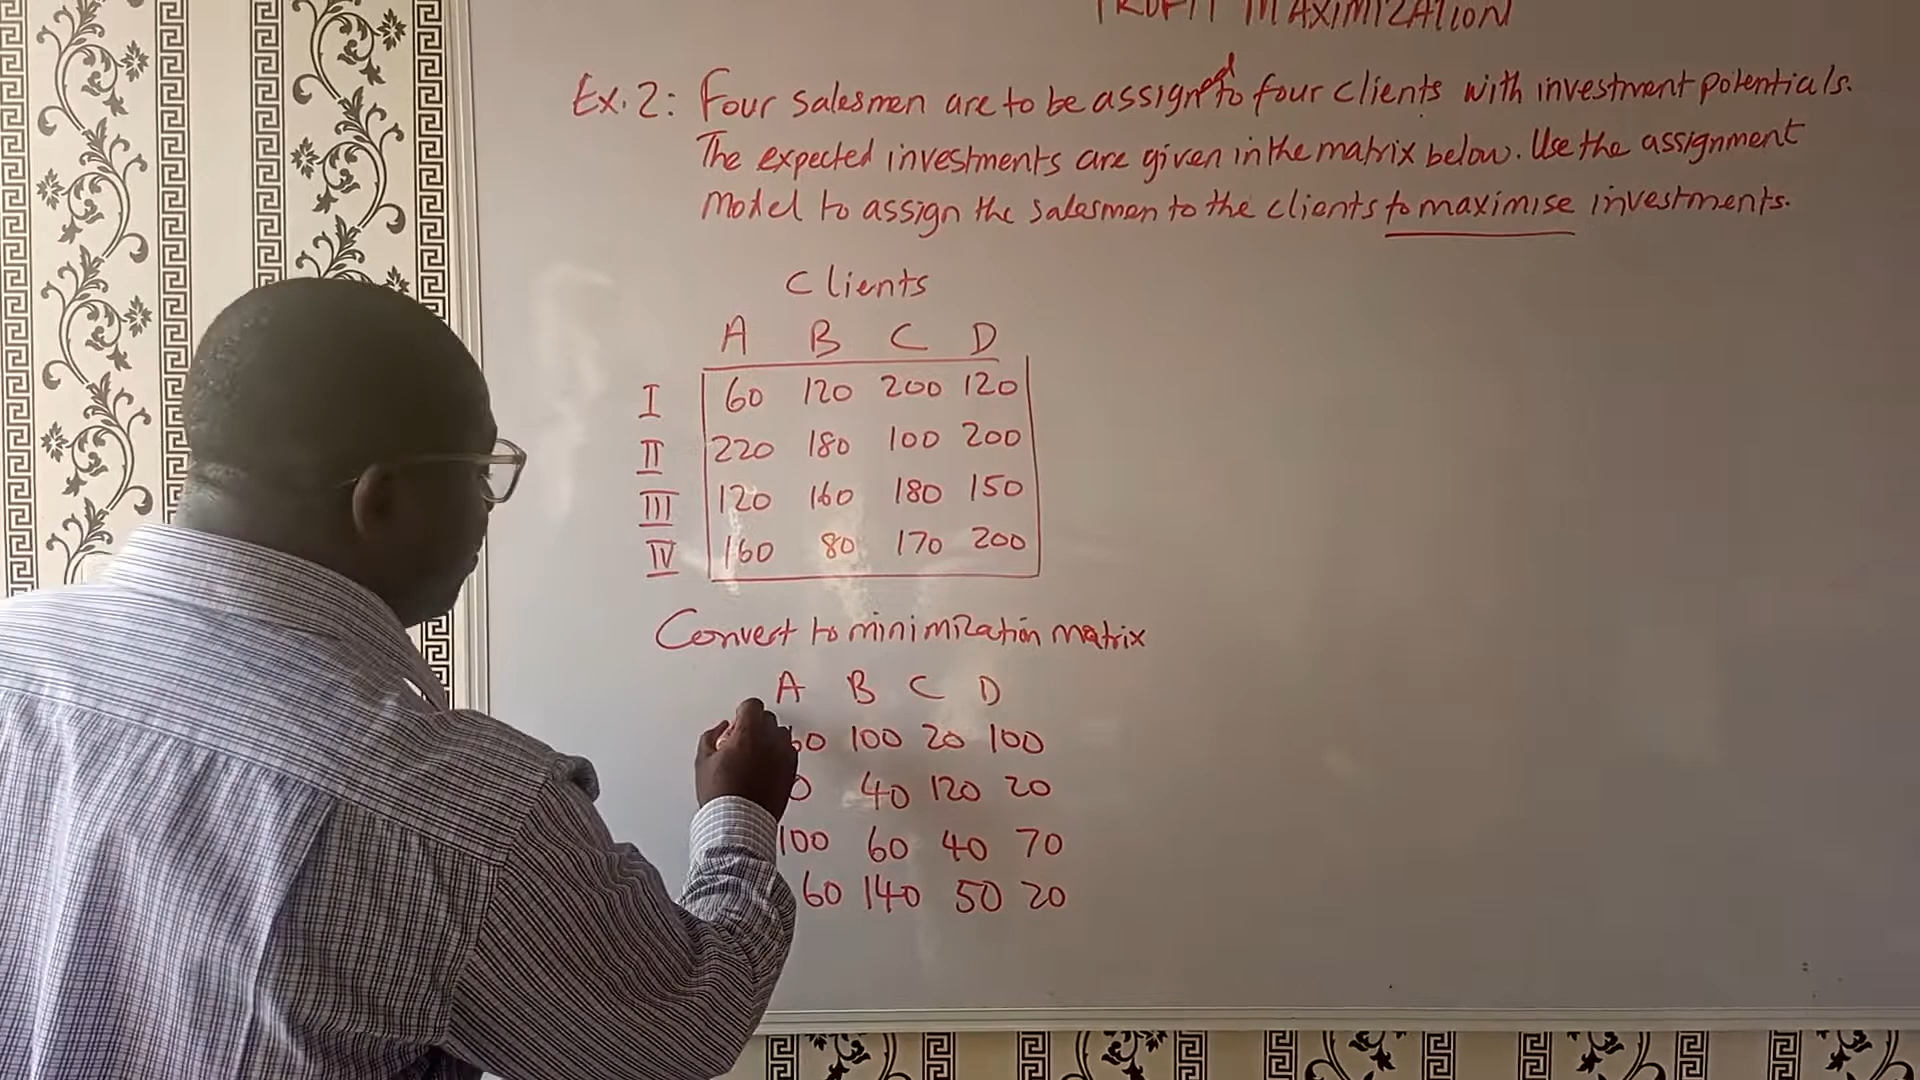 PROFIT MAXIMIZATION
Ex.2: Four salesmen are to be assigned to four clients with investment potentials.
The expected investments are given in the matrix below. Use the assignment
model to assign the salesmen to the clients to maximise investments.
Clients
A B C D
I 60 120 200 120
II 220 180 100 200
III 120 160 180 150
IV 160 80 170 200
Convert to minimization matrix
A B C D
100 20 100
0 40 120 20
100 60 40 70
60 140 50 20